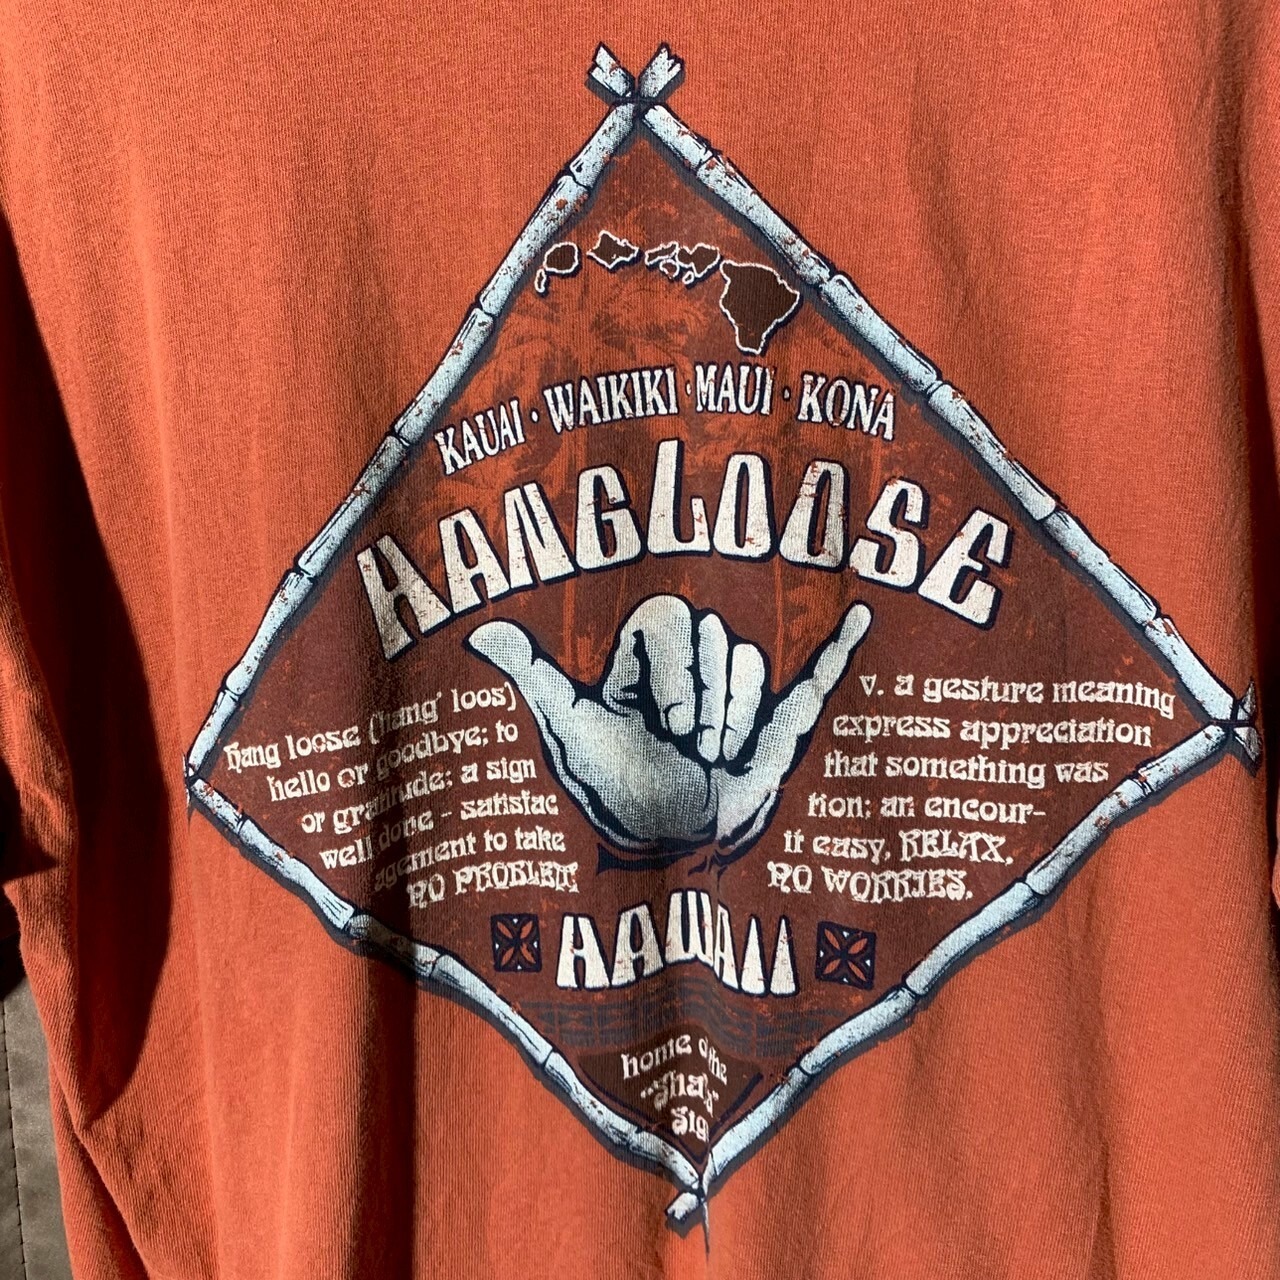 KAUAI · WAIKIKI · MAUI · KONA
HANG LOOSE
hang loose (hang' loos) v. a gesture meaning
hello or goodbye; to express appreciation
or gratitude; a sign that something was
well done - satisfac tion; an encour-
agement to take it easy, RELAX,
NO PROBLEM NO WORRIES.
HAWAII
home of the
"Shaka"
Sign